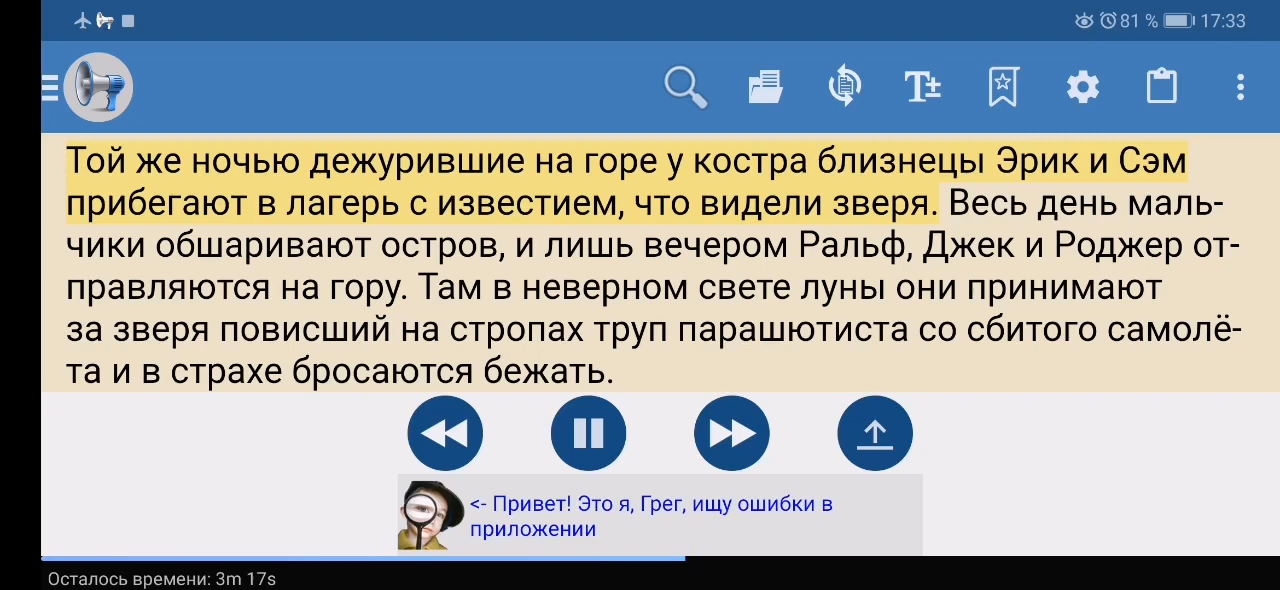 81 % 17:33
T±
Той же ночью дежурившие на горе у костра близнецы Эрик и Сэм
прибегают в лагерь с известием, что видели зверя. Весь день маль-
чики обшаривают остров, и лишь вечером Ральф, Джек и Роджер от-
правляются на гору. Там в неверном свете луны они принимают
за зверя повисший на стропах труп парашютиста со сбитого самолё-
та и в страхе бросаются бежать.
<- Привет! Это я, Грег, ищу ошибки в
приложении
Осталось времени: 3m 17s